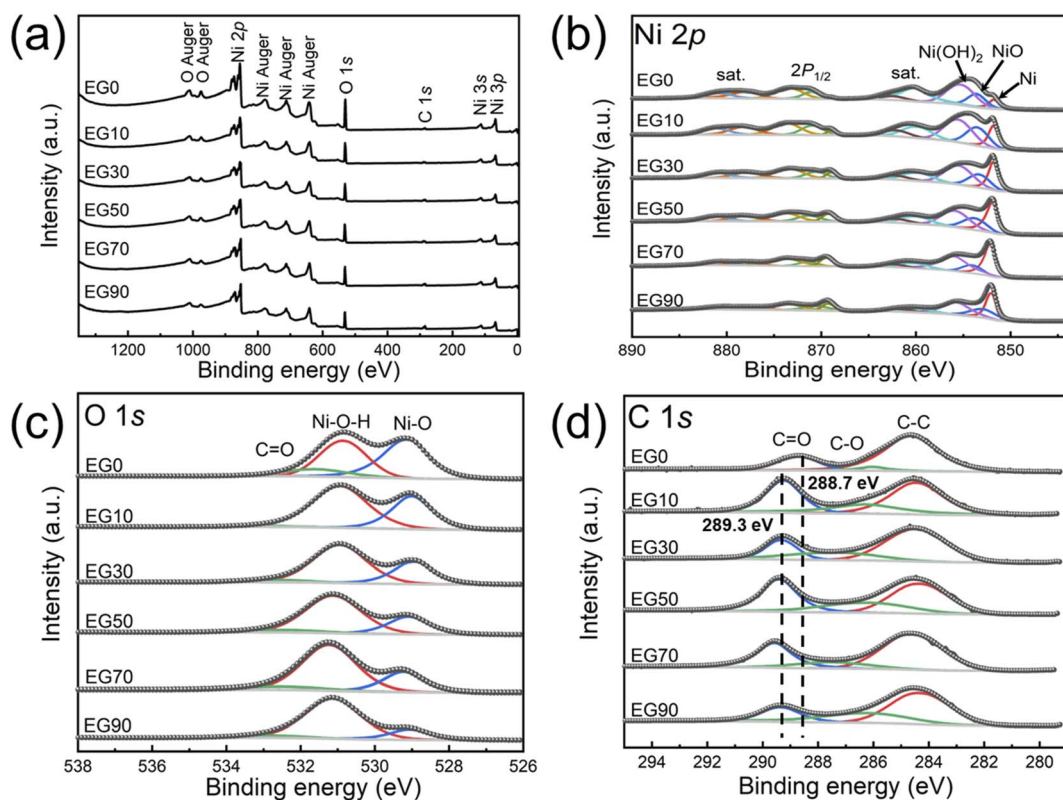 (a)
O Auger
O Auger
Ni 2p
Ni Auger
Ni Auger
Ni Auger
O 1s
C 1s
Ni 3s
Ni 3p
EG0
EG10
EG30
EG50
EG70
EG90
Intensity (a.u.)
1200 1000 800 600 400 200 0
Binding energy (eV)
(b)
Ni 2p
Ni(OH)2
NiO
Ni
sat.
2P1/2
sat.
EG0
EG10
EG30
EG50
EG70
EG90
Intensity (a.u.)
890 880 870 860 850
Binding energy (eV)
(c)
O 1s
C=O
Ni-O-H
Ni-O
EG0
EG10
EG30
EG50
EG70
EG90
Intensity (a.u.)
538 536 534 532 530 528 526
Binding energy (eV)
(d)
C 1s
C=O
C-O
C-C
EG0
EG10
288.7 eV
289.3 eV
EG30
EG50
EG70
EG90
Intensity (a.u.)
294 292 290 288 286 284 282 280
Binding energy (eV)